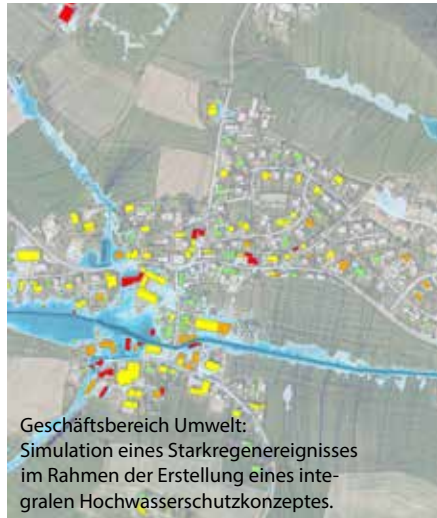 Geschäftsbereich Umwelt:
Simulation eines Starkregenereignisses
im Rahmen der Erstellung eines inte-
gralen Hochwasserschutzkonzeptes.